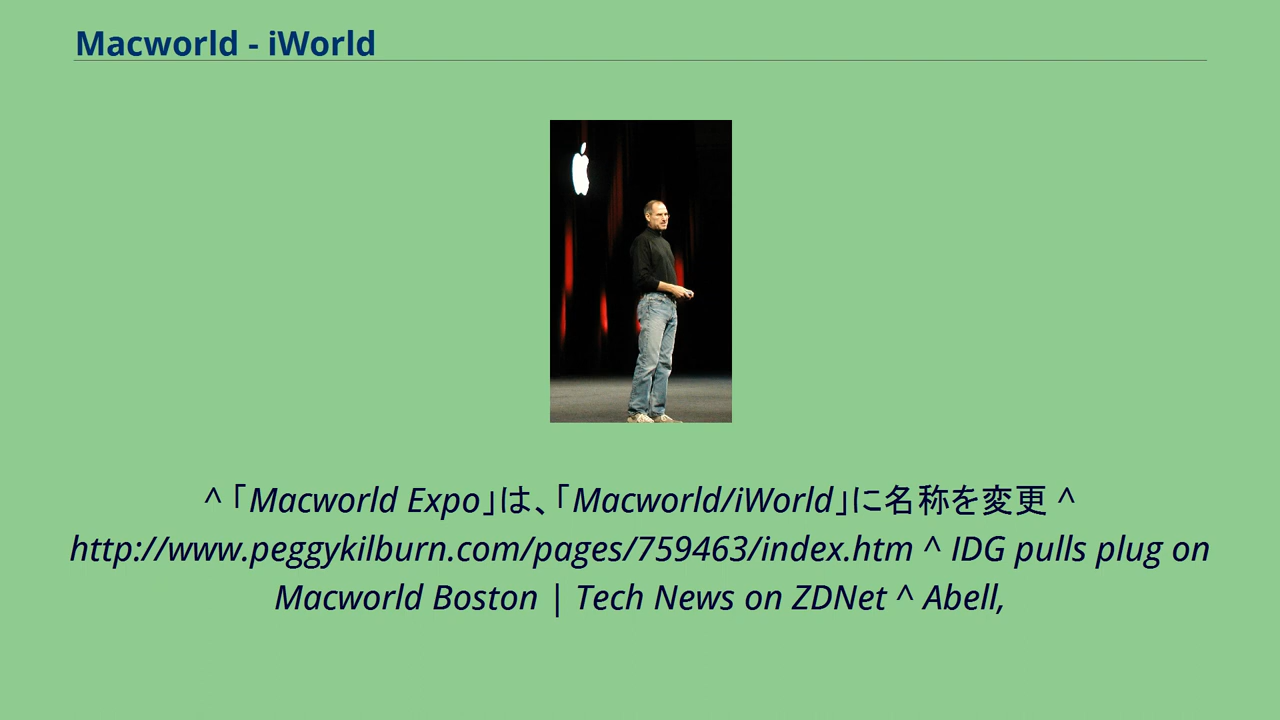 Macworld - iWorld
^ 「Macworld Expo」は、「Macworld/iWorld」に名称を変更 ^
http://www.peggykilburn.com/pages/759463/index.htm ^ IDG pulls plug on
Macworld Boston | Tech News on ZDNet ^ Abell,